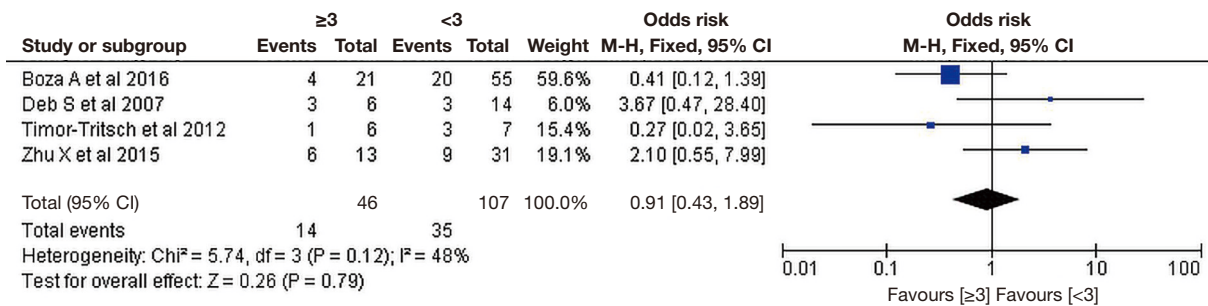 ≥3 <3 Odds risk Odds risk
Study or subgroup Events Total Events Total Weight M-H, Fixed, 95% CI M-H, Fixed, 95% CI
Boza A et al 2016 4 21 20 55 59.6% 0.41 [0.12, 1.39]
Deb S et al 2007 3 6 3 14 6.0% 3.67 [0.47, 28.40]
Timor-Tritsch et al 2012 1 6 3 7 15.4% 0.27 [0.02, 3.65]
Zhu X et al 2015 6 13 9 31 19.1% 2.10 [0.55, 7.99]
Total (95% CI) 46 107 100.0% 0.91 [0.43, 1.89]
Total events 14 35
Heterogeneity: Chi² = 5.74, df = 3 (P = 0.12); I² = 48%
Test for overall effect: Z = 0.26 (P = 0.79)
0.01 0.1 1 10 100
Favours [≥3] Favours [<3]